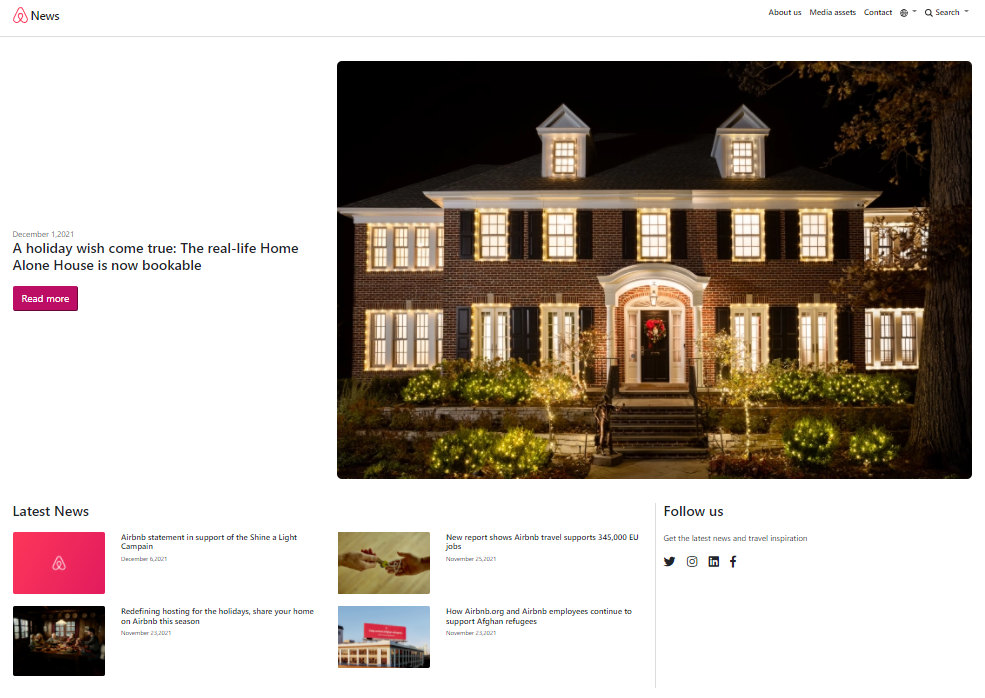 News
About us Media assets Contact Search
December 1,2021
A holiday wish come true: The real-life Home
Alone House is now bookable
Read more
Latest News
Airbnb statement in support of the Shine a Light
Campain
December 6,2021
New report shows Airbnb travel supports 345,000 EU
jobs
November 25,2021
Redefining hosting for the holidays, share your home
on Airbnb this season
November 23,2021
How Airbnb.org and Airbnb employees continue to
support Afghan refugees
November 23,2021
Follow us
Get the latest news and travel inspiration